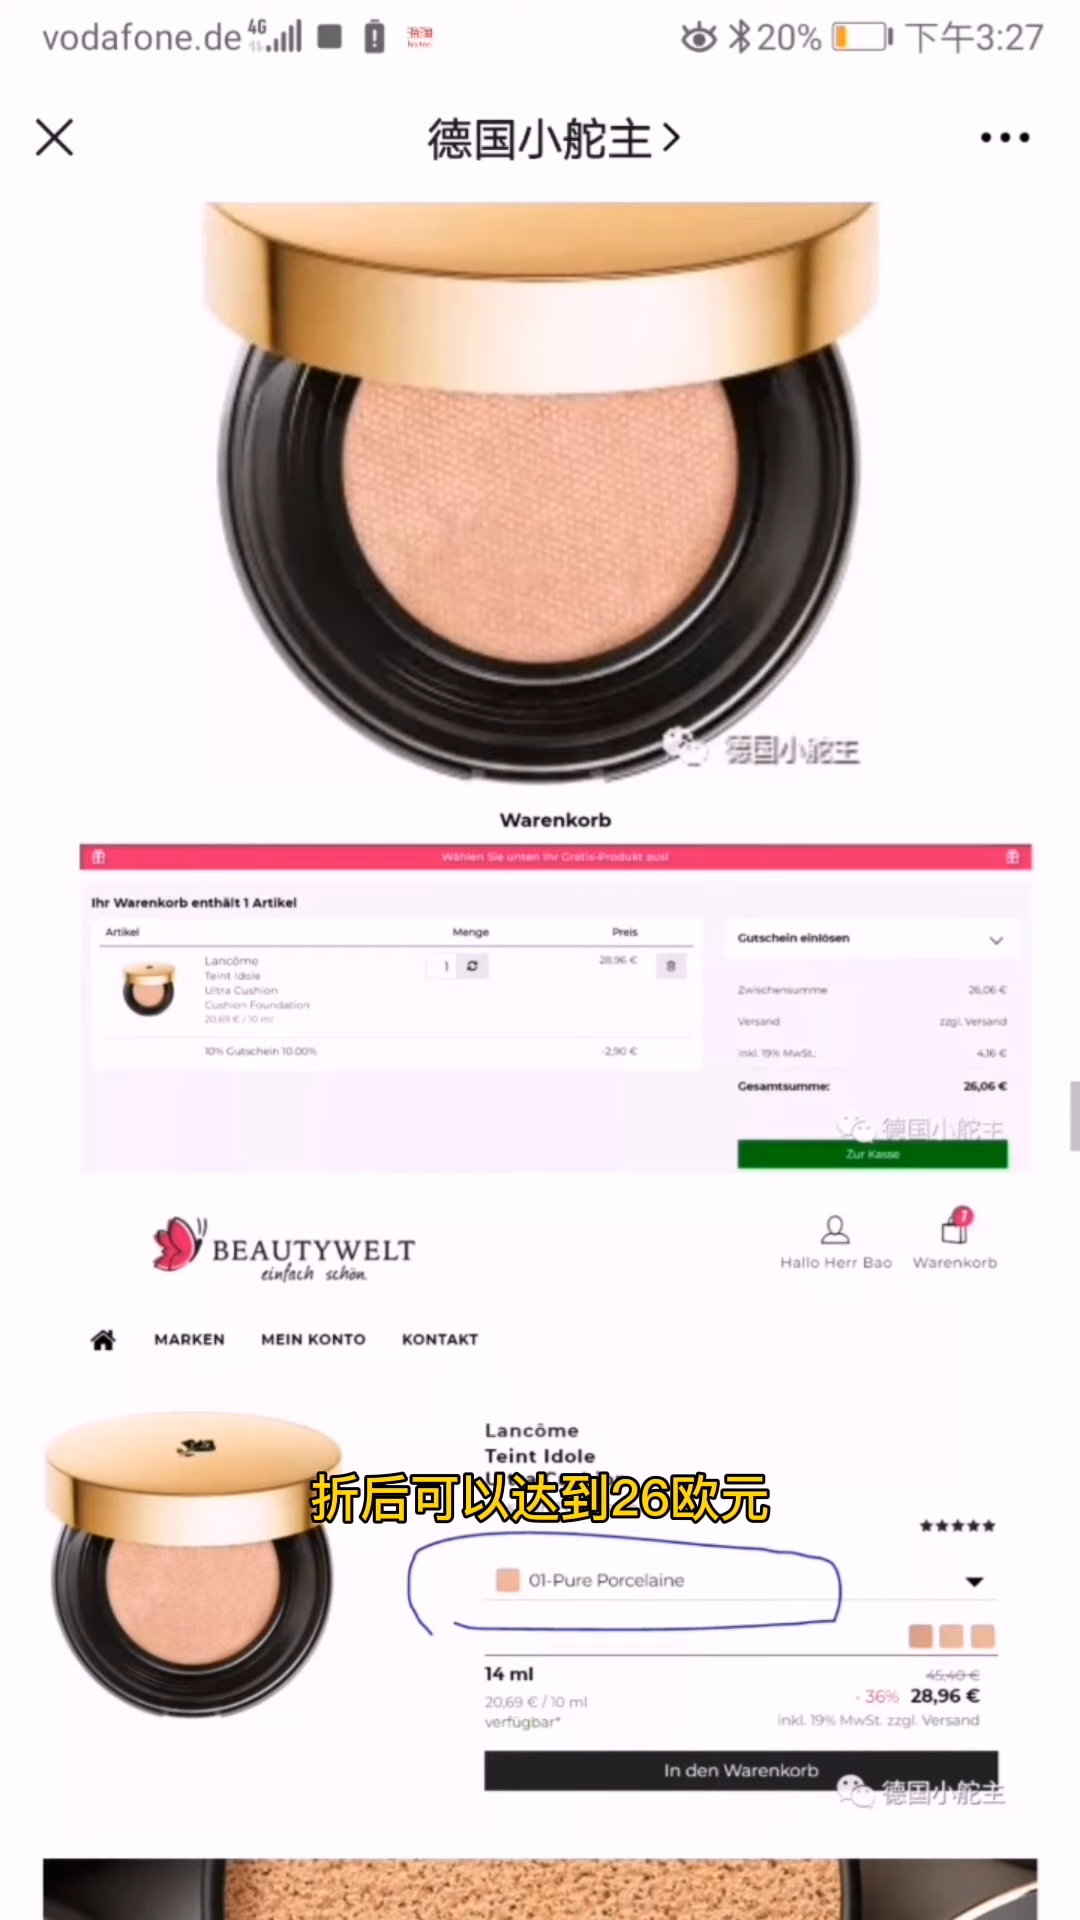 vodafone.de 4G 20% 下午3:27
德国小舵主
德国小舵主
Warenkorb
Wählen Sie unten Ihr Gratis-Produkt aus!
Ihr Warenkorb enthält 1 Artikel
Artikel Menge Preis
Lancôme 1 28,96 €
Teint Idole
Ultra Cushion
Cushion Foundation
20,69 € / 10 ml
10% Gutschein 10.00% -2,90 €
Gutschein einlösen
Zwischensumme 26,06 €
Versand zzgl. Versand
inkl. 19% MwSt.: 4,16 €
Gesamtsumme: 26,06 €
德国小舵主
Zur Kasse
BEAUTYWELT
einfach schön.
Hallo Herr Bao
1
Warenkorb
MARKEN MEIN KONTO KONTAKT
Lancôme
Teint Idole
折后可以达到26欧元
01-Pure Porcelaine
14 ml
45,40 €
20,69 € / 10 ml
- 36% 28,96 €
verfügbar*
inkl. 19% MwSt. zzgl. Versand
In den Warenkorb
德国小舵主